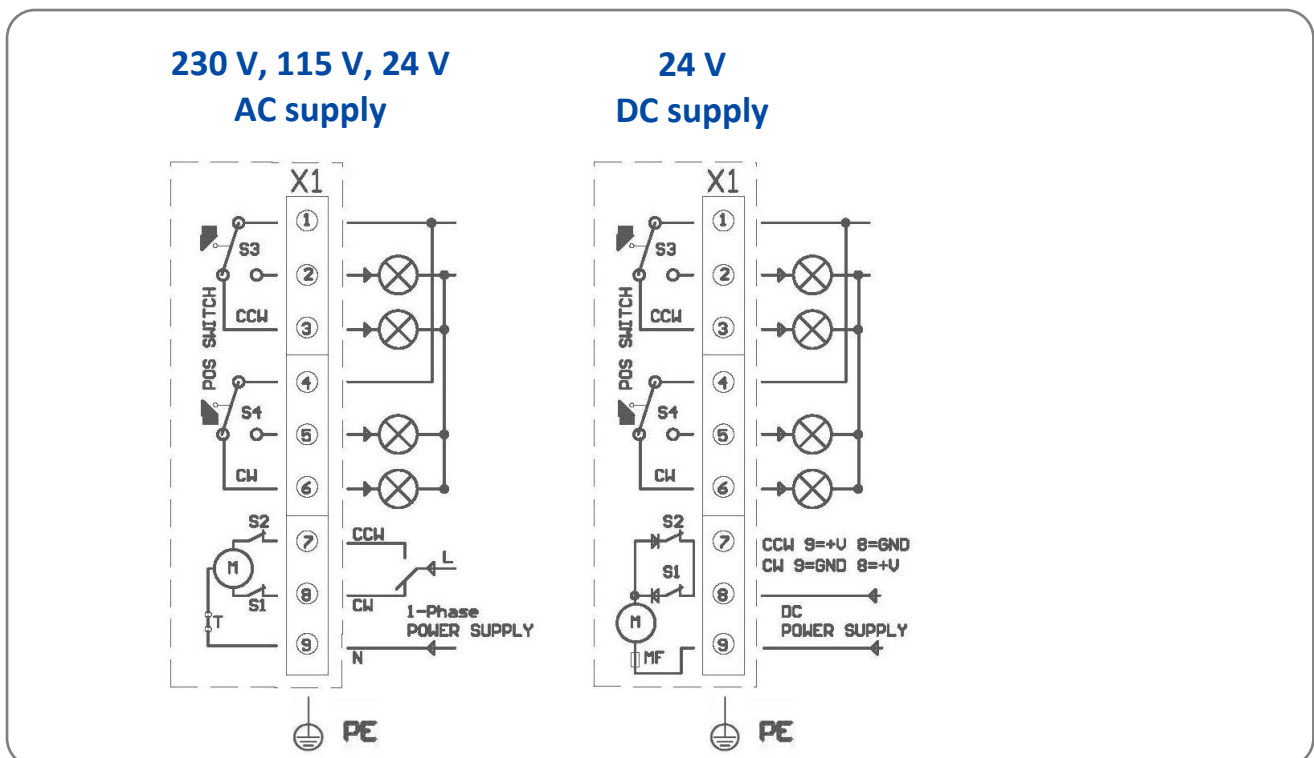 230 V, 115 V, 24 V
AC supply
X1
1
S3
2
CCW
3
POS SWITCH
4
S4
5
CW
6
S2
7
CCW
L
M
8
S1
CW
T
1-Phase
POWER SUPPLY
9
N
PE
24 V
DC supply
X1
1
S3
2
CCW
3
POS SWITCH
4
S4
5
CW
6
S2
7
CCW 9=+V 8=GND
CW 9=GND 8=+V
S1
8
DC
POWER SUPPLY
M
9
MF
PE